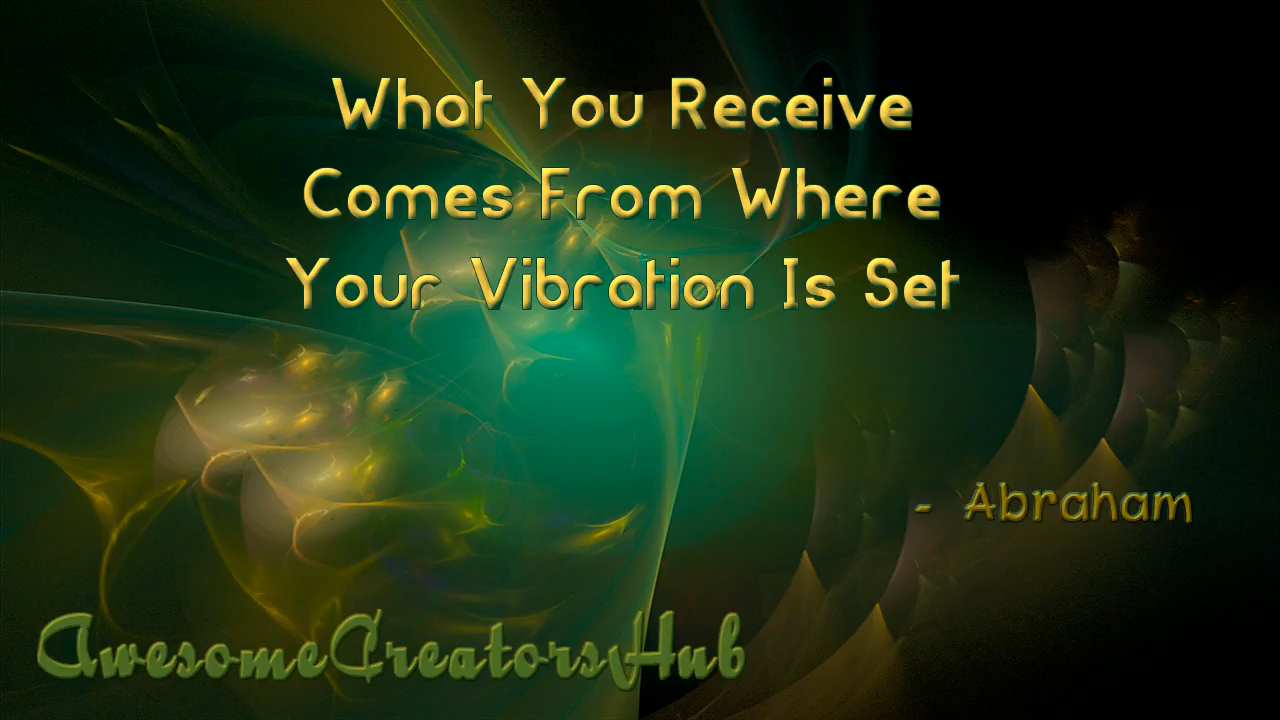 What You Receive
Comes From Where
Your Vibration Is Set
- Abraham
AwesomeCreatorsHub